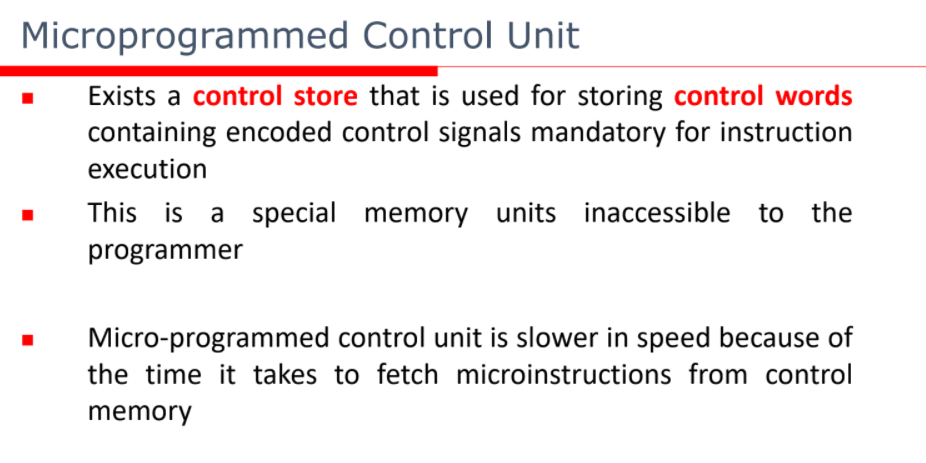 Microprogrammed Control Unit
Exists a control store that is used for storing control words
containing encoded control signals mandatory for instruction
execution
This is a special memory units inaccessible to the
programmer
Micro-programmed control unit is slower in speed because of
the time it takes to fetch microinstructions from control
memory